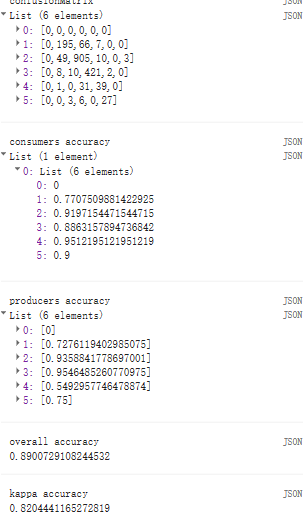 confusionMatrix JSON
List (6 elements) JSON
0: [0,0,0,0,0,0]
1: [0,195,66,7,0,0]
2: [0,49,905,10,0,3]
3: [0,8,10,421,2,0]
4: [0,1,0,31,39,0]
5: [0,0,3,6,0,27]
consumers accuracy JSON
List (1 element) JSON
0: List (6 elements)
0: 0
1: 0.7707509881422925
2: 0.9197154471544715
3: 0.8863157894736842
4: 0.9512195121951219
5: 0.9
producers accuracy JSON
List (6 elements) JSON
0: [0]
1: [0.7276119402985075]
2: [0.9358841778697001]
3: [0.9546485260770975]
4: [0.5492957746478874]
5: [0.75]
overall accuracy JSON
0.8900729108244532
kappa accuracy JSON
0.8204441165272819